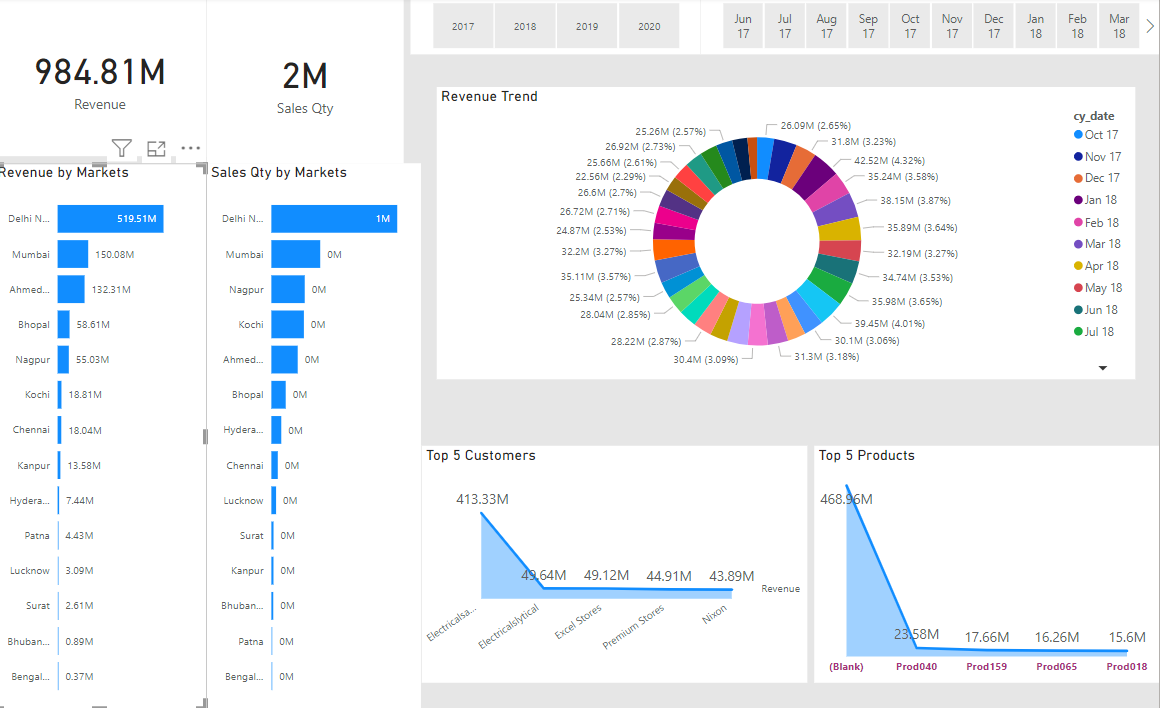 984.81M
Revenue
2M
Sales Qty
2017
2018
2019
2020
Jun 17
Jul 17
Aug 17
Sep 17
Oct 17
Nov 17
Dec 17
Jan 18
Feb 18
Mar 18
Revenue by Markets
Delhi N... 519.51M
Mumbai 150.08M
Ahmed... 132.31M
Bhopal 58.61M
Nagpur 55.03M
Kochi 18.81M
Chennai 18.04M
Kanpur 13.58M
Hydera... 7.44M
Patna 4.43M
Lucknow 3.09M
Surat 2.61M
Bhuban... 0.89M
Bengal... 0.37M
Sales Qty by Markets
Delhi N... 1M
Mumbai 0M
Nagpur 0M
Kochi 0M
Ahmed... 0M
Bhopal 0M
Hydera... 0M
Chennai 0M
Lucknow 0M
Surat 0M
Kanpur 0M
Bhuban... 0M
Patna 0M
Bengal... 0M
Revenue Trend
26.09M (2.65%)
31.8M (3.23%)
42.52M (4.32%)
35.24M (3.58%)
38.15M (3.87%)
35.89M (3.64%)
32.19M (3.27%)
34.74M (3.53%)
35.98M (3.65%)
39.45M (4.01%)
30.1M (3.06%)
31.3M (3.18%)
30.4M (3.09%)
28.22M (2.87%)
28.04M (2.85%)
25.34M (2.57%)
35.11M (3.57%)
32.2M (3.27%)
24.87M (2.53%)
26.72M (2.71%)
26.6M (2.7%)
22.56M (2.29%)
25.66M (2.61%)
26.92M (2.73%)
25.26M (2.57%)
cy_date
Oct 17
Nov 17
Dec 17
Jan 18
Feb 18
Mar 18
Apr 18
May 18
Jun 18
Jul 18
Top 5 Customers
413.33M
49.64M
49.12M
44.91M
43.89M
Revenue
Electricalsa...
Electricalslytical
Excel Stores
Premium Stores
Nixon
Top 5 Products
468.96M
23.58M
17.66M
16.26M
15.6M
(Blank)
Prod040
Prod159
Prod065
Prod018